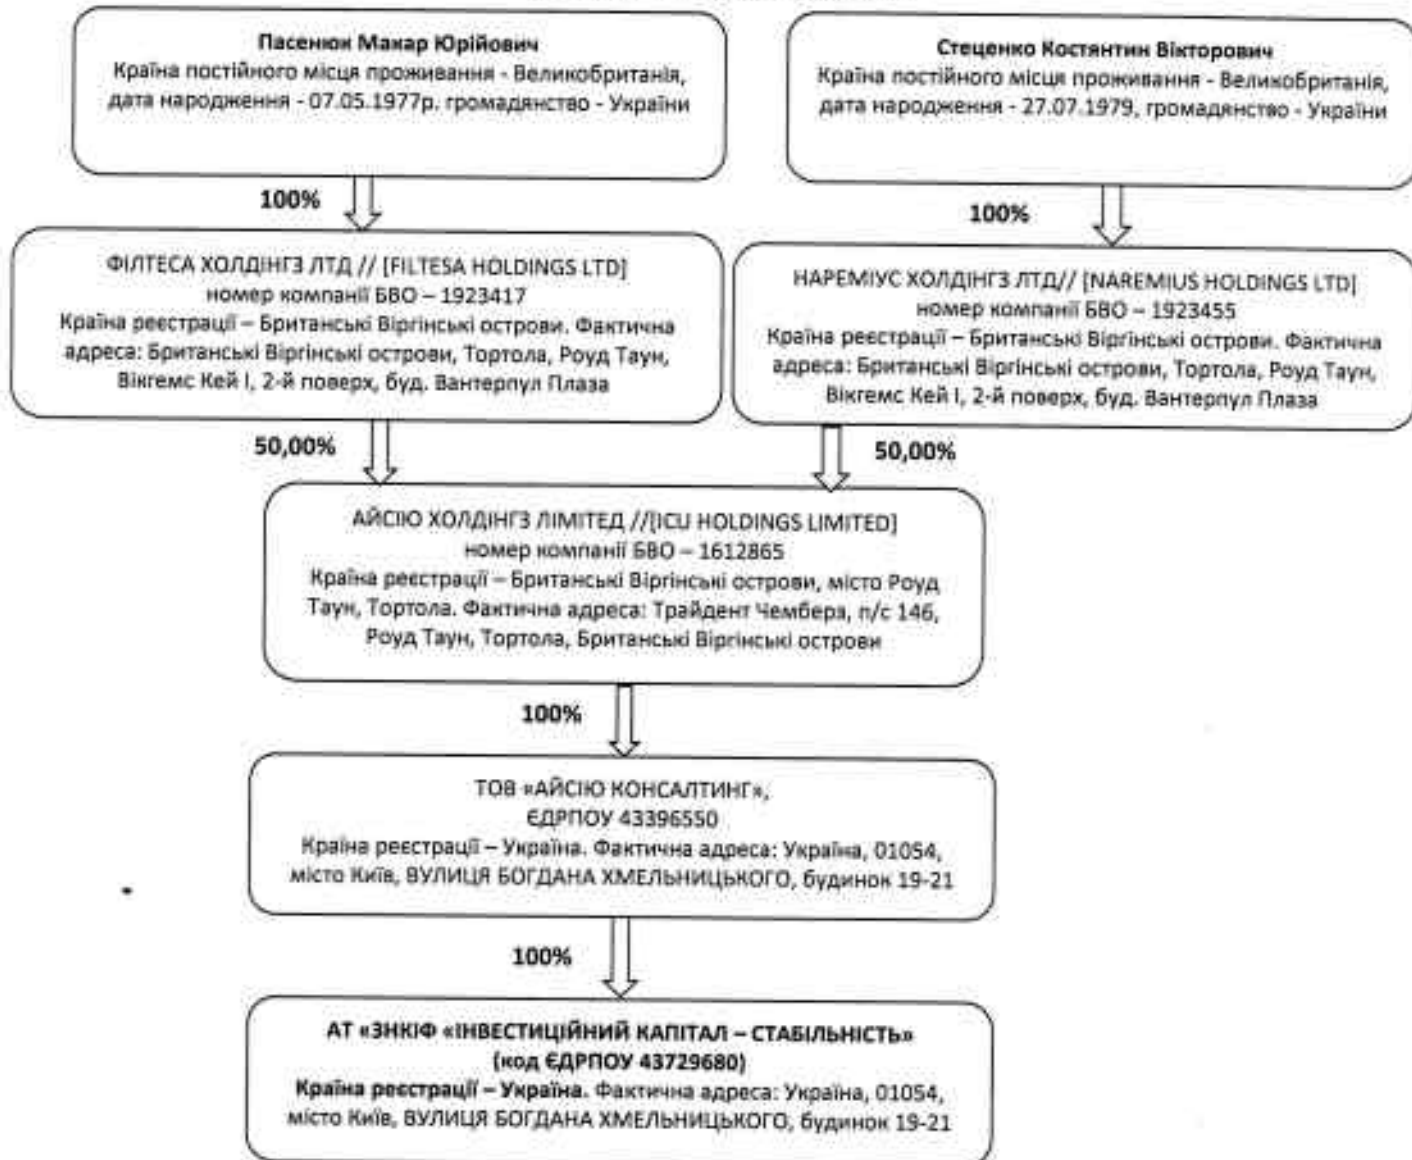 Пасенюк Макар Юрійович
Країна постійного місця проживання - Великобританія,
дата народження - 07.05.1977р. громадянство - України
Стеценко Костянтин Вікторович
Країна постійного місця проживання - Великобританія,
дата народження - 27.07.1979, громадянство - України
100%
100%
ФІЛТЕСА ХОЛДІНГЗ ЛТД // [FILTESA HOLDINGS LTD]
номер компанії БВО – 1923417
Країна реєстрації – Британські Віргінські острови. Фактична
адреса: Британські Віргінські острови, Тортола, Роуд Таун,
Вікгемс Кей І, 2-й поверх, буд. Вантерпул Плаза
НАРЕМІУС ХОЛДІНГЗ ЛТД// [NAREMIUS HOLDINGS LTD]
номер компанії БВО – 1923455
Країна реєстрації – Британські Віргінські острови. Фактична
адреса: Британські Віргінські острови, Тортола, Роуд Таун,
Вікгемс Кей І, 2-й поверх, буд. Вантерпул Плаза
50,00%
50,00%
АЙСІЮ ХОЛДІНГЗ ЛІМІТЕД //[ICU HOLDINGS LIMITED]
номер компанії БВО – 1612865
Країна реєстрації – Британські Віргінські острови, місто Роуд
Таун, Тортола. Фактична адреса: Трайдент Чемберз, п/с 146,
Роуд Таун, Тортола, Британські Віргінські острови
100%
ТОВ «АЙСІЮ КОНСАЛТИНГ»,
ЄДРПОУ 43396550
Країна реєстрації – Україна. Фактична адреса: Україна, 01054,
місто Київ, ВУЛИЦЯ БОГДАНА ХМЕЛЬНИЦЬКОГО, будинок 19-21
100%
АТ «ЗНКІФ «ІНВЕСТИЦІЙНИЙ КАПІТАЛ – СТАБІЛЬНІСТЬ»
(код ЄДРПОУ 43729680)
Країна реєстрації – Україна. Фактична адреса: Україна, 01054,
місто Київ, ВУЛИЦЯ БОГДАНА ХМЕЛЬНИЦЬКОГО, будинок 19-21